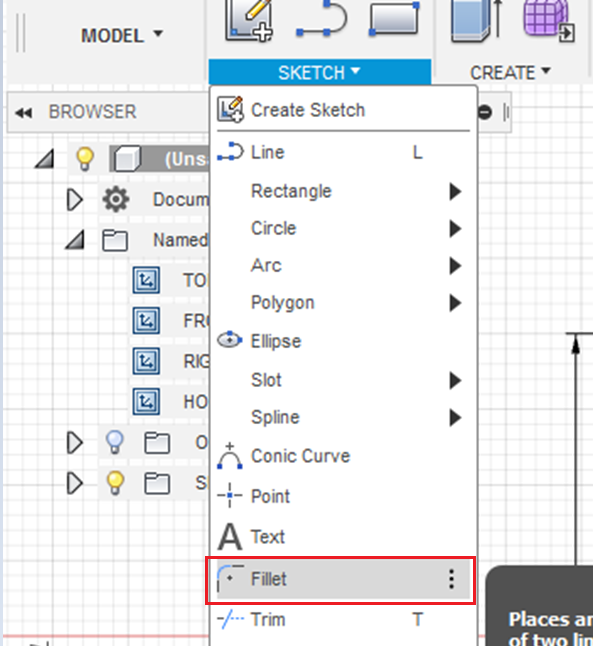 MODEL
SKETCH
CREATE
BROWSER
Create Sketch
(Uns
Line L
Docum
Rectangle
Named
Circle
Arc
TO
Polygon
FR
Ellipse
RIG
Slot
HO
Spline
O
Conic Curve
S
Point
Text
Fillet
Trim T
Places an
of two lin